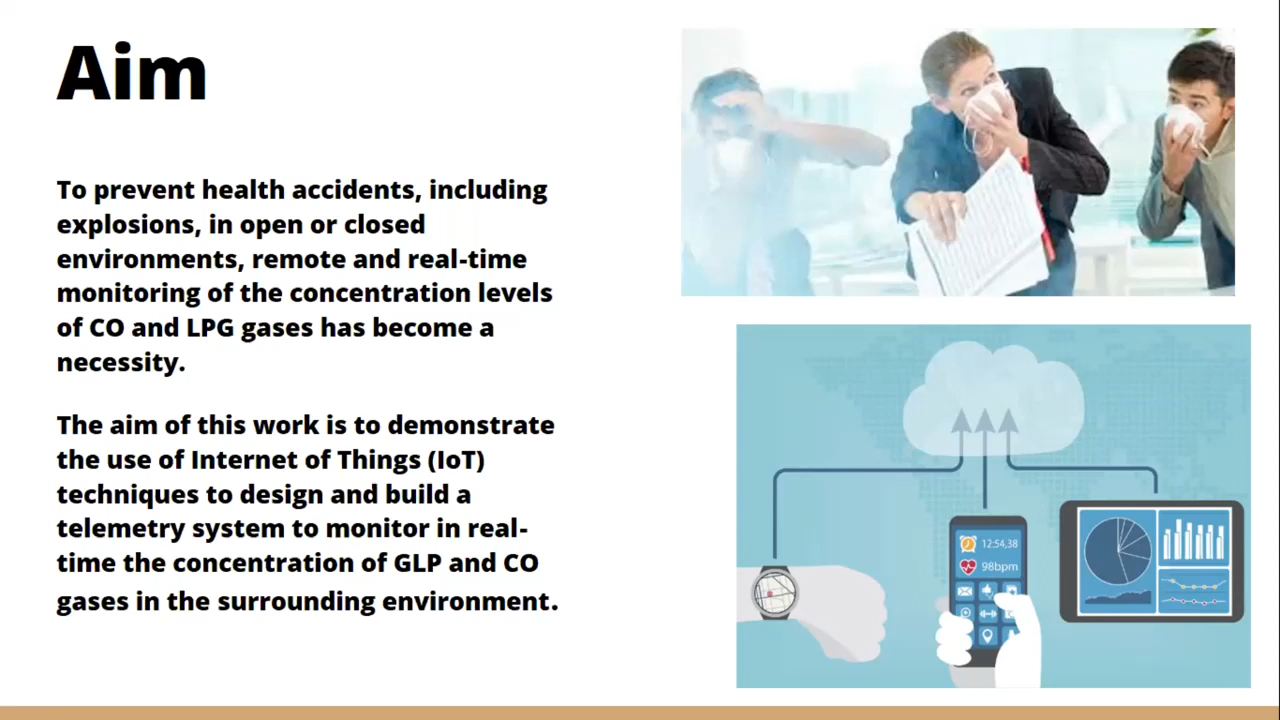 Aim
To prevent health accidents, including
explosions, in open or closed
environments, remote and real-time
monitoring of the concentration levels
of CO and LPG gases has become a
necessity.
The aim of this work is to demonstrate
the use of Internet of Things (IoT)
techniques to design and build a
telemetry system to monitor in real-
time the concentration of GLP and CO
gases in the surrounding environment.
12:54,38
98bpm